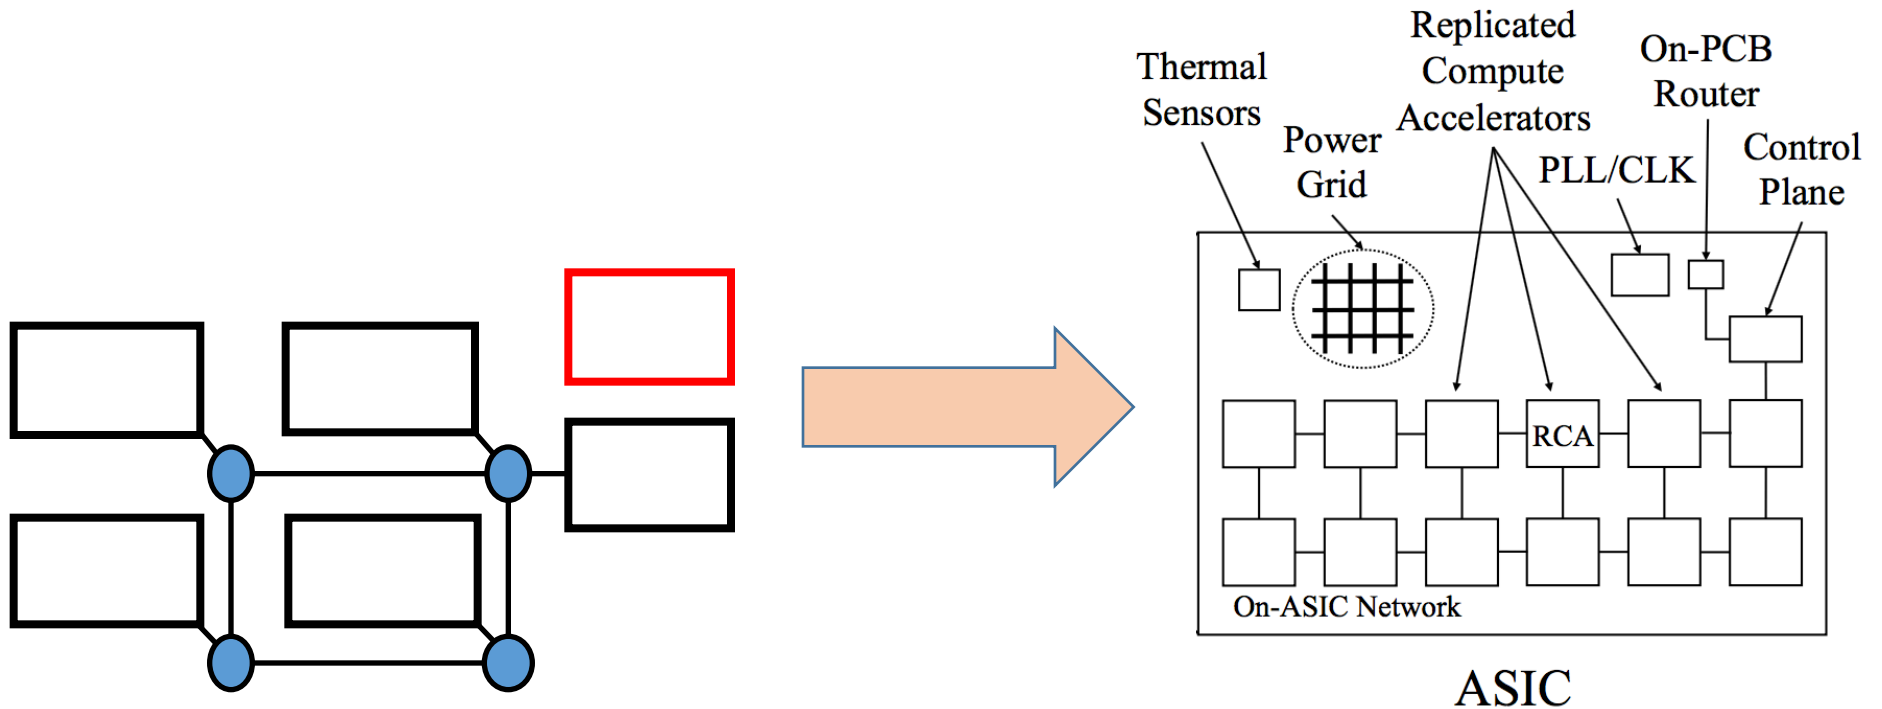 Thermal
Sensors
Power
Grid
Replicated
Compute
Accelerators
PLL/CLK
On-PCB
Router
Control
Plane
RCA
On-ASIC Network
ASIC